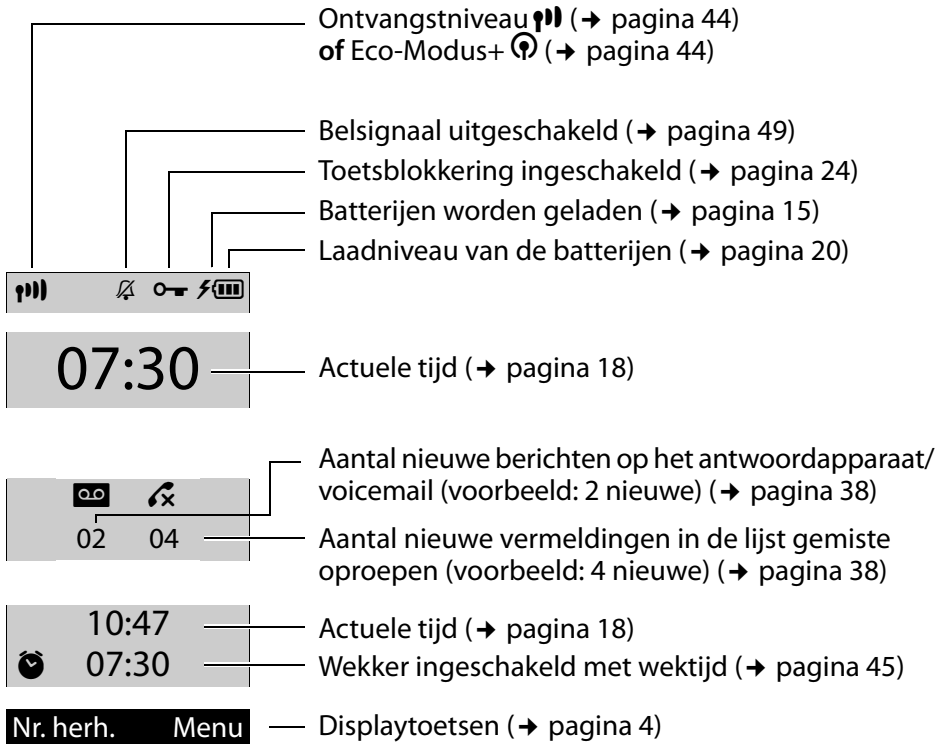 Ontvangstniveau (➔ pagina 44)
of Eco-Modus+ (➔ pagina 44)
Belsignaal uitgeschakeld (➔ pagina 49)
Toetsblokkering ingeschakeld (➔ pagina 24)
Batterijen worden geladen (➔ pagina 15)
Laadniveau van de batterijen (➔ pagina 20)
07:30
Actuele tijd (➔ pagina 18)
Aantal nieuwe berichten op het antwoordapparaat/
voicemail (voorbeeld: 2 nieuwe) (➔ pagina 38)
02 04
Aantal nieuwe vermeldingen in de lijst gemiste
oproepen (voorbeeld: 4 nieuwe) (➔ pagina 38)
10:47
Actuele tijd (➔ pagina 18)
07:30
Wekker ingeschakeld met wektijd (➔ pagina 45)
Nr. herh. Menu
Displaytoetsen (➔ pagina 4)